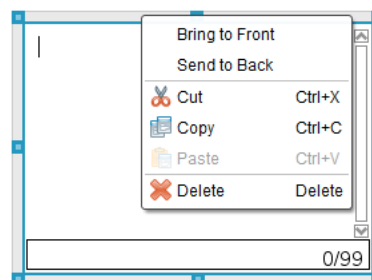 Bring to Front
Send to Back
Cut Ctrl+X
Copy Ctrl+C
Paste Ctrl+V
Delete Delete
0/99